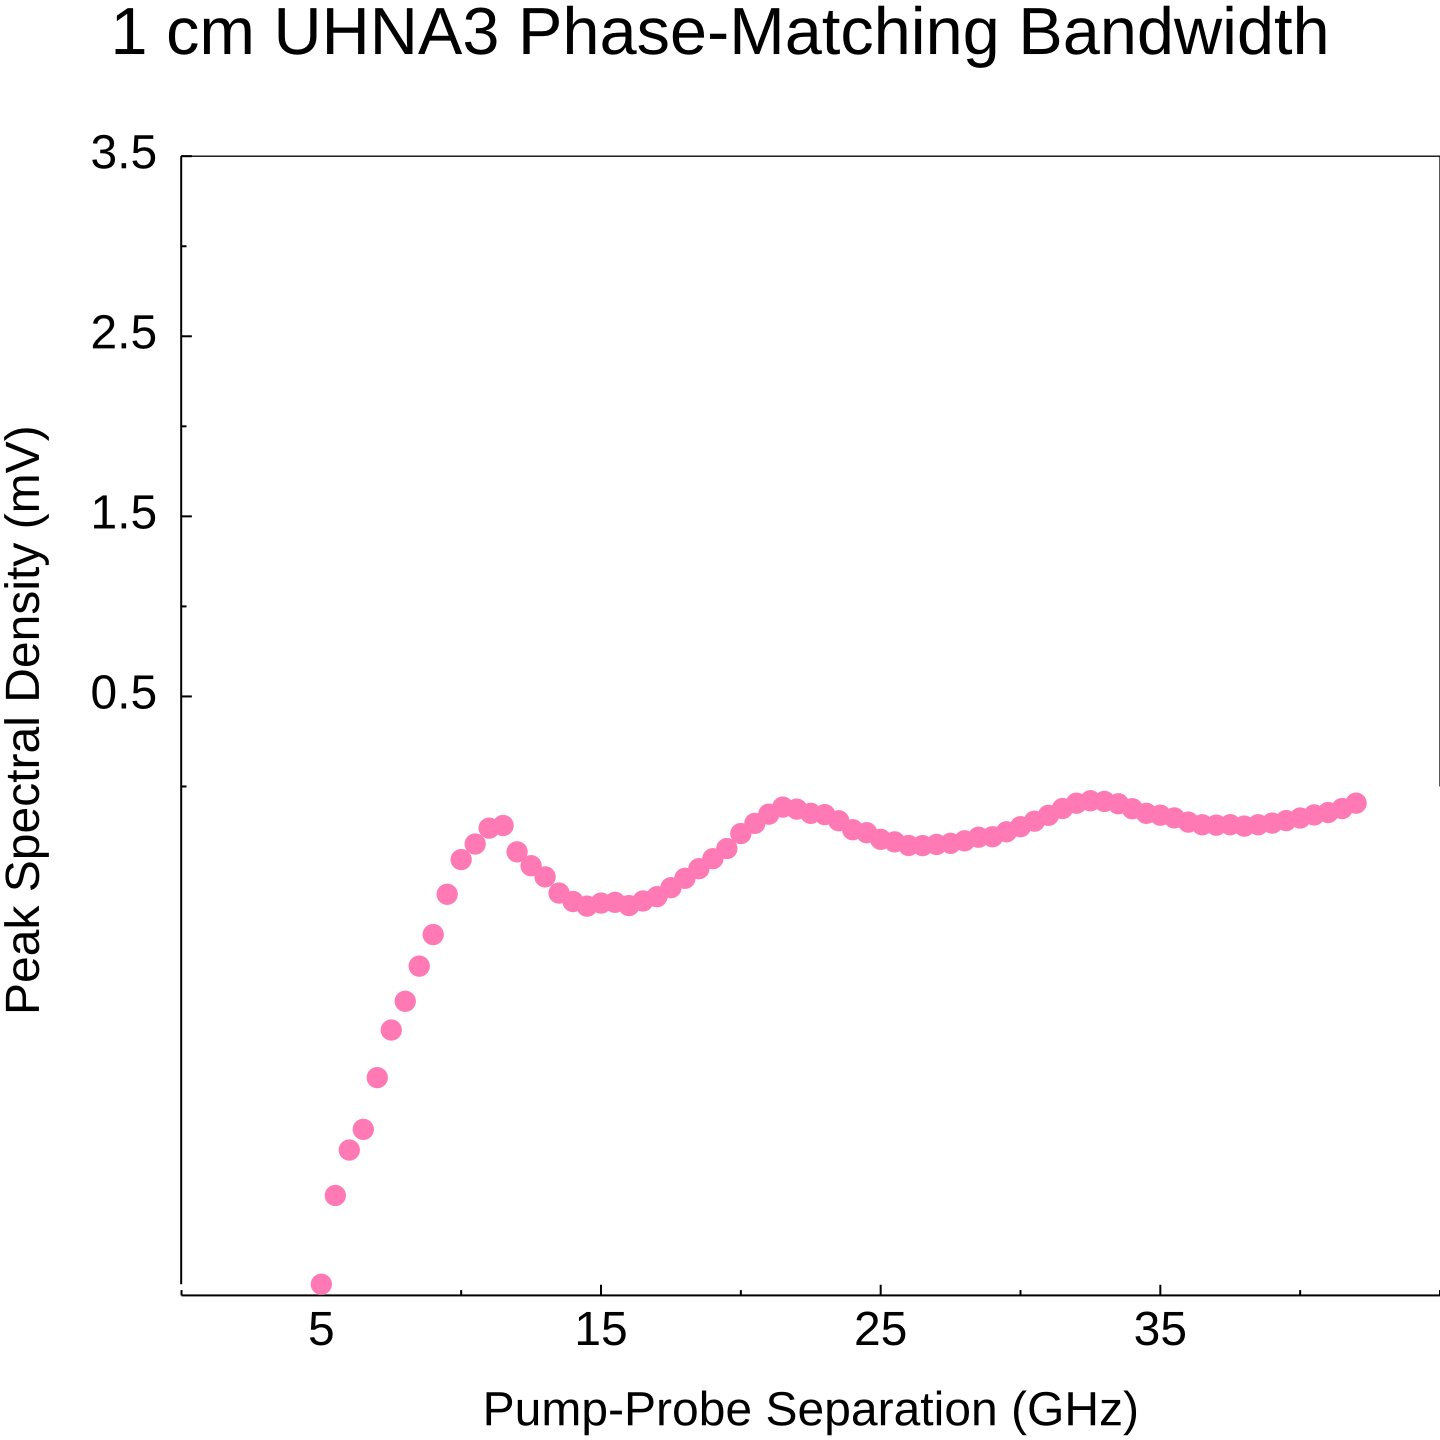 1 cm UHNA3 Phase-Matching Bandwidth
3.5
2.5
1.5
0.5
Peak Spectral Density (mV)
5 15 25 35
Pump-Probe Separation (GHz)